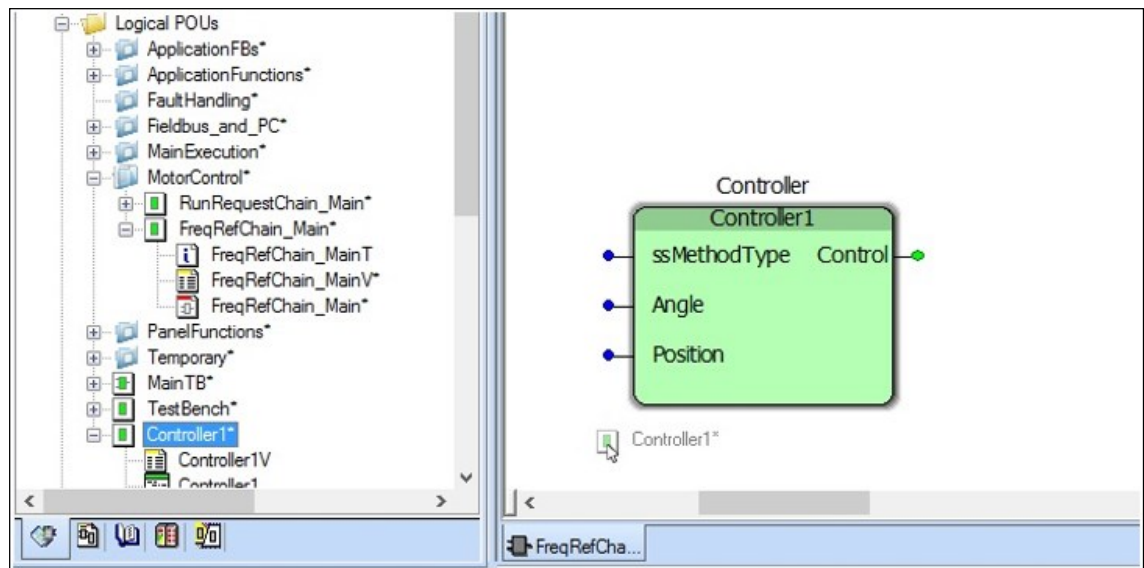 Logical POUs
ApplicationFBs*
ApplicationFunctions*
FaultHandling*
Fieldbus_and_PC*
MainExecution*
MotorControl*
RunRequestChain_Main*
FreqRefChain_Main*
FreqRefChain_MainT
FreqRefChain_MainV*
FreqRefChain_Main*
PanelFunctions*
Temporary*
MainTB*
TestBench*
Controller1*
Controller1V
Controller1
Controller
Controller1
ssMethodType Control
Angle
Position
Controller1*
FreqRefCha...